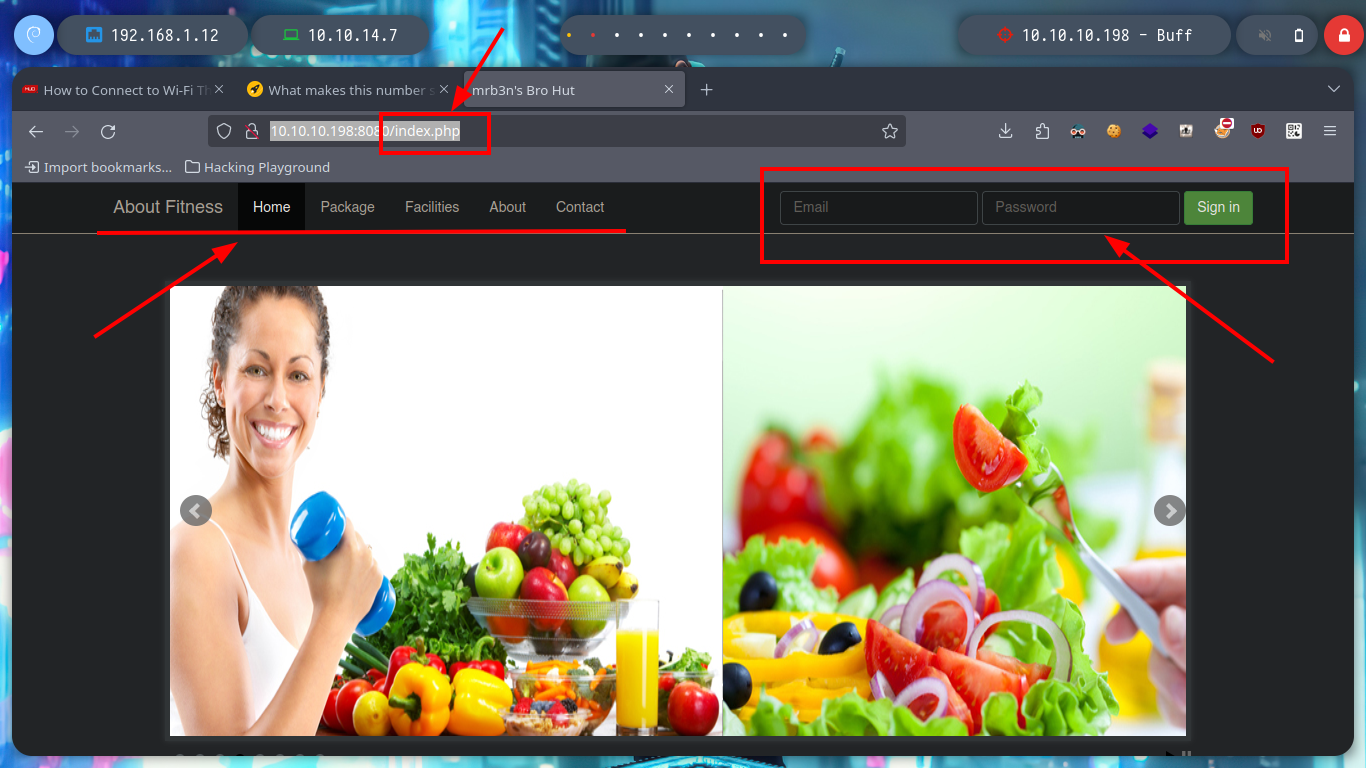 192.168.1.12
10.10.14.7
10.10.10.198 - Buff
How to Connect to Wi-Fi Th
What makes this number s
mrb3n's Bro Hut
10.10.10.198:8080/index.php
Import bookmarks...
Hacking Playground
About Fitness
Home
Package
Facilities
About
Contact
Email
Password
Sign in